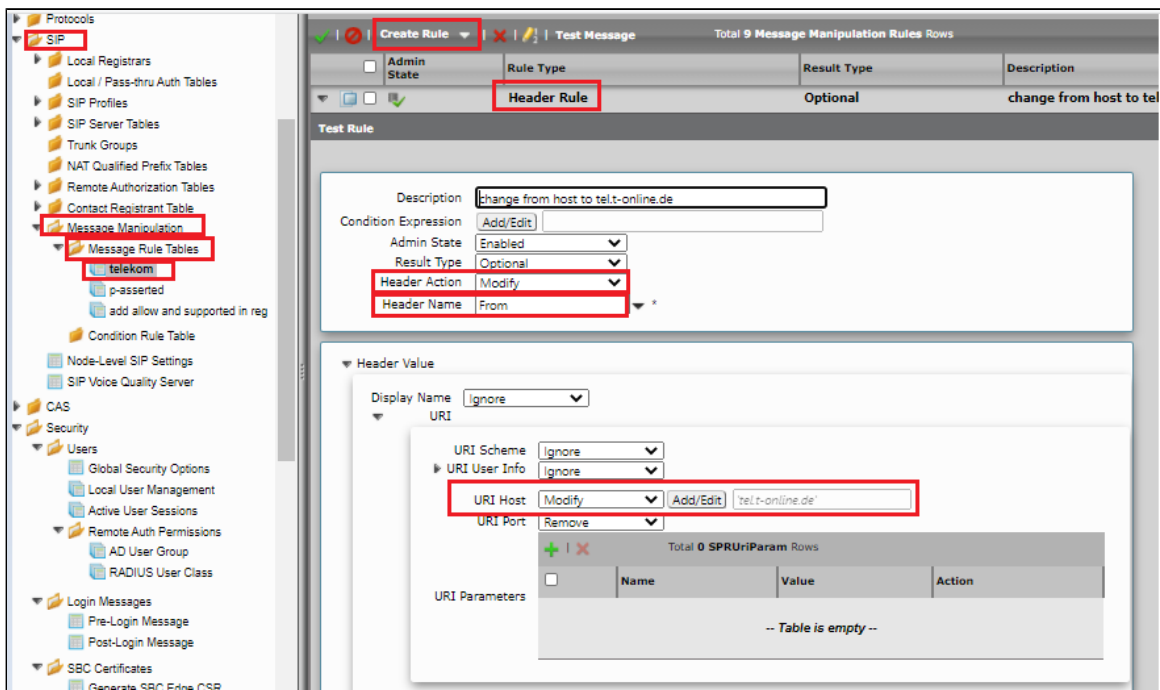 Protocols
SIP
Local Registrars
Local / Pass-thru Auth Tables
SIP Profiles
SIP Server Tables
Trunk Groups
NAT Qualified Prefix Tables
Remote Authorization Tables
Contact Registrant Table
Message Manipulation
Message Rule Tables
telekom
p-asserted
add allow and supported in reg
Condition Rule Table
Node-Level SIP Settings
SIP Voice Quality Server
CAS
Security
Users
Global Security Options
Local User Management
Active User Sessions
Remote Auth Permissions
AD User Group
RADIUS User Class
Login Messages
Pre-Login Message
Post-Login Message
SBC Certificates
Generate SBC Edge CSR
Create Rule | Test Message Total 9 Message Manipulation Rules Rows
Admin State Rule Type Result Type Description
Header Rule Optional change from host to tel
Test Rule
Description change from host to tel.t-online.de
Condition Expression Add/Edit
Admin State Enabled
Result Type Optional
Header Action Modify
Header Name From *
Header Value
Display Name Ignore
URI
URI Scheme Ignore
URI User Info Ignore
URI Host Modify Add/Edit 'tel.t-online.de'
URI Port Remove
Total 0 SPRUriParam Rows
Name Value Action
URI Parameters
-- Table is empty --